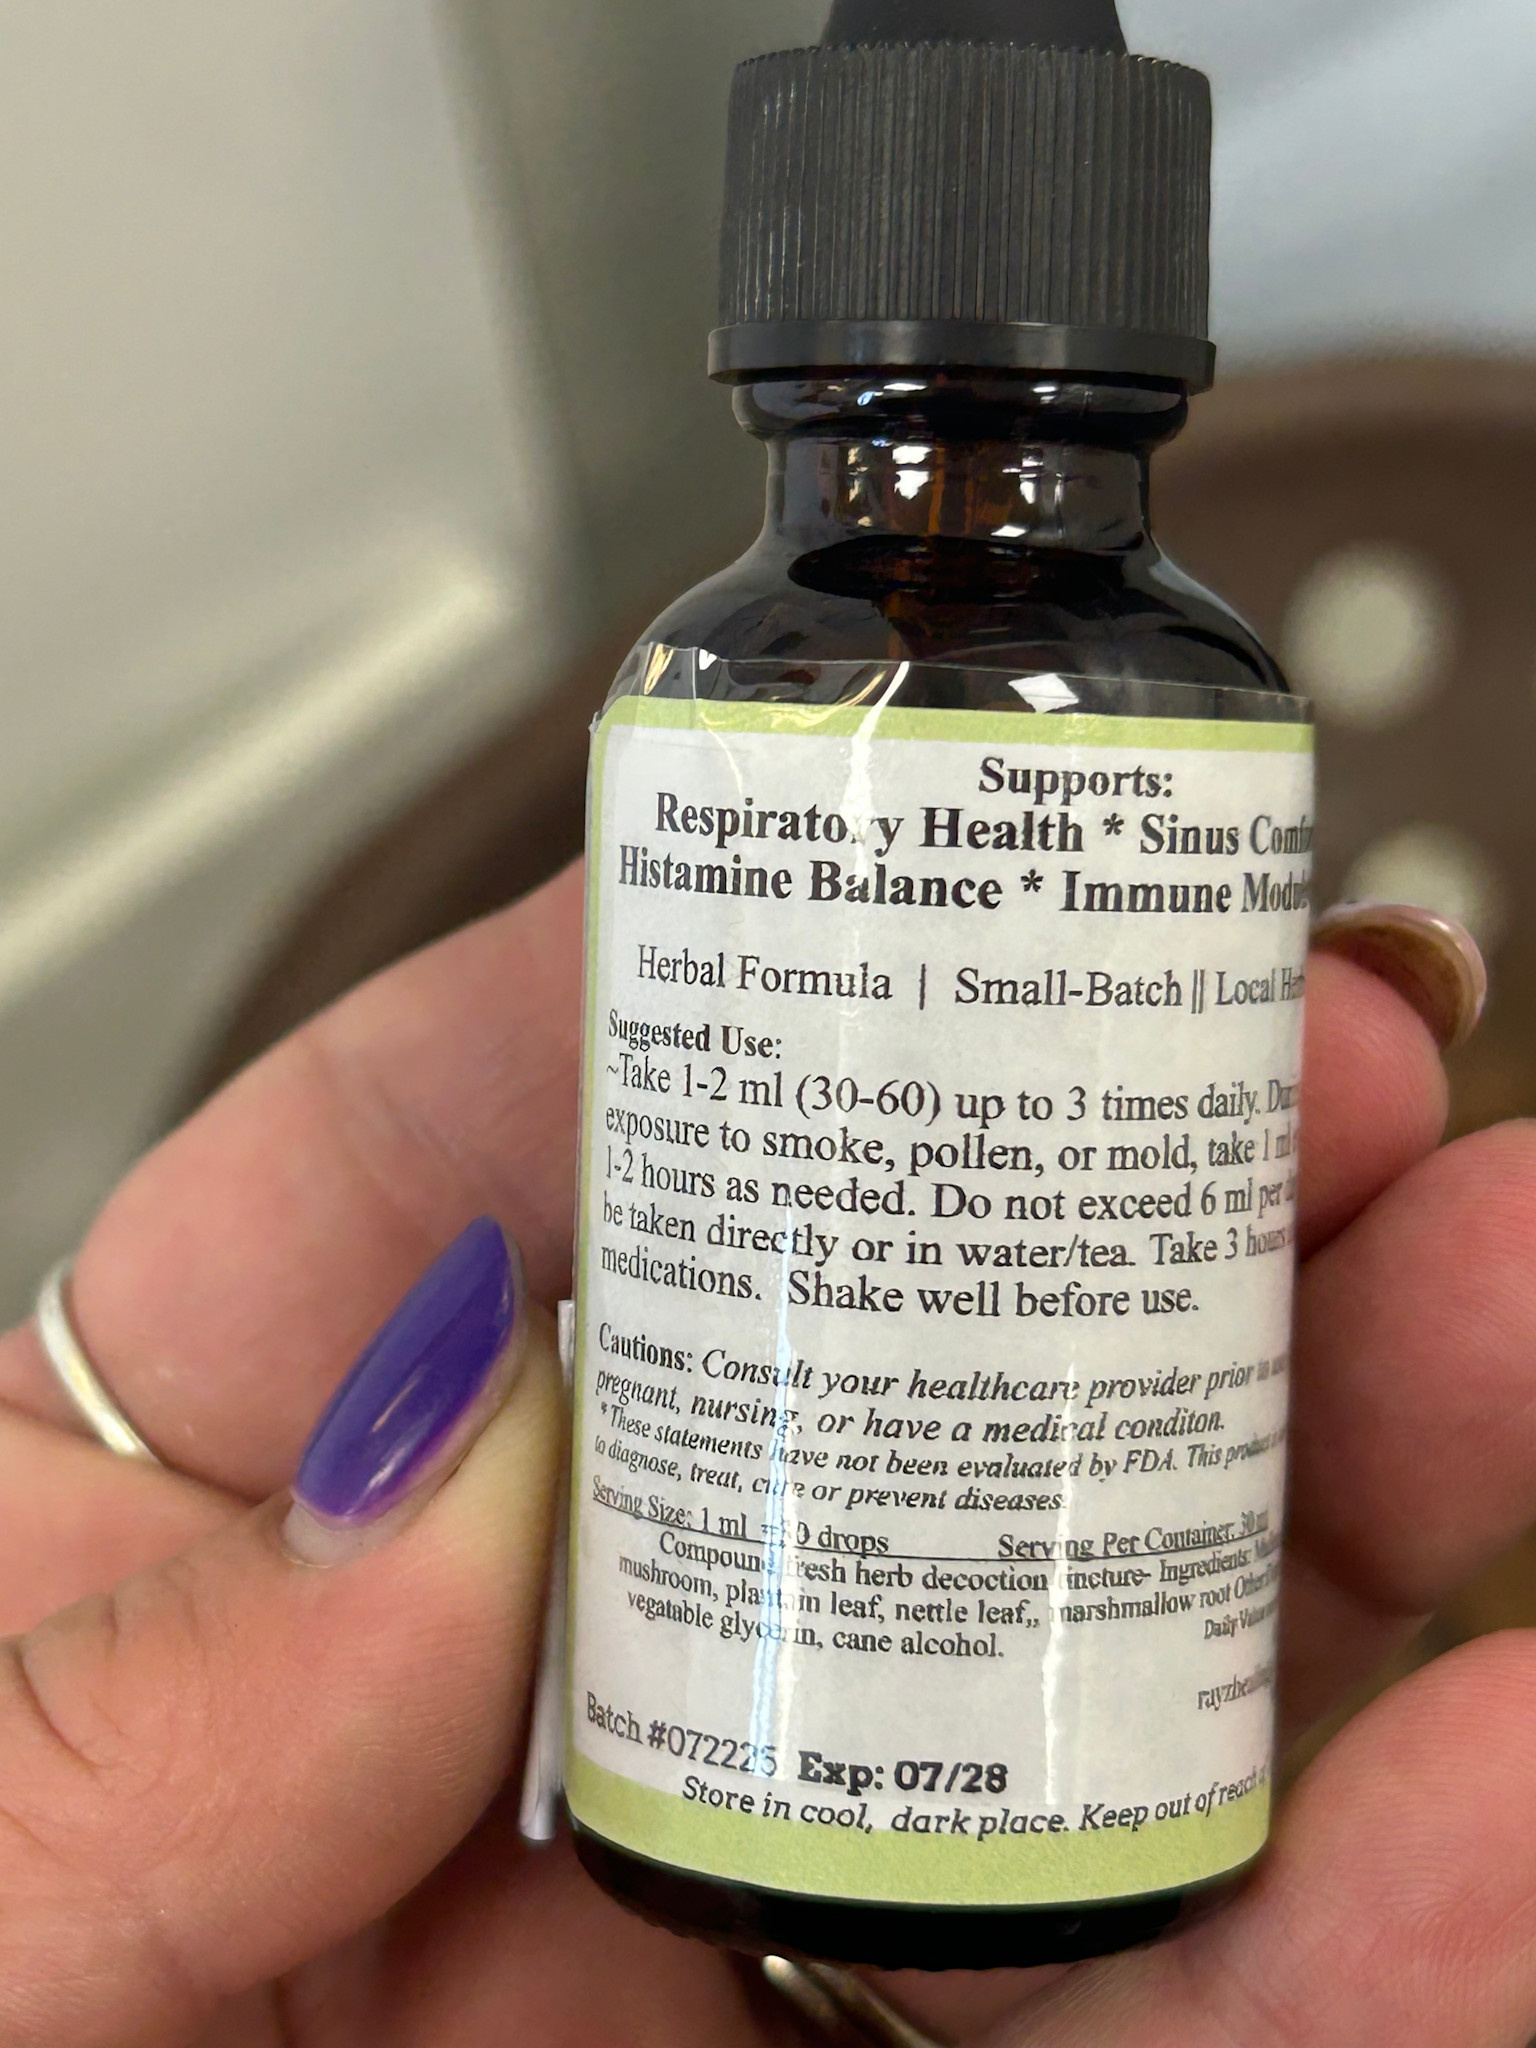 Supports:
Respiratory Health * Sinus
Histamine Balance * Immune
Herbal Formula | Small-Batch || Local
Suggested Use:
~Take 1-2 ml (30-60) up to 3 times daily.
exposure to smoke, pollen, or mold, take 1 ml
1-2 hours as needed. Do not exceed 6 ml per
be taken directly or in water/tea. Take 3 hours
medications. Shake well before use.
Cautions: Consult your healthcare provider prior to
pregnant, nursing, or have a medical conditon.
*These statements have not been evaluated by FDA. This product
to diagnose, treat, cure or prevent diseases.
Serving Size: 1 ml = 30 drops Serving Per Container: 30
Compound fresh herb decoction tincture- Ingredients:
mushroom, plantain leaf, nettle leaf,, marshmallow root Other
vegatable glycerin, cane alcohol. Daily
Batch #072225 Exp: 07/28
Store in cool, dark place. Keep out of reach